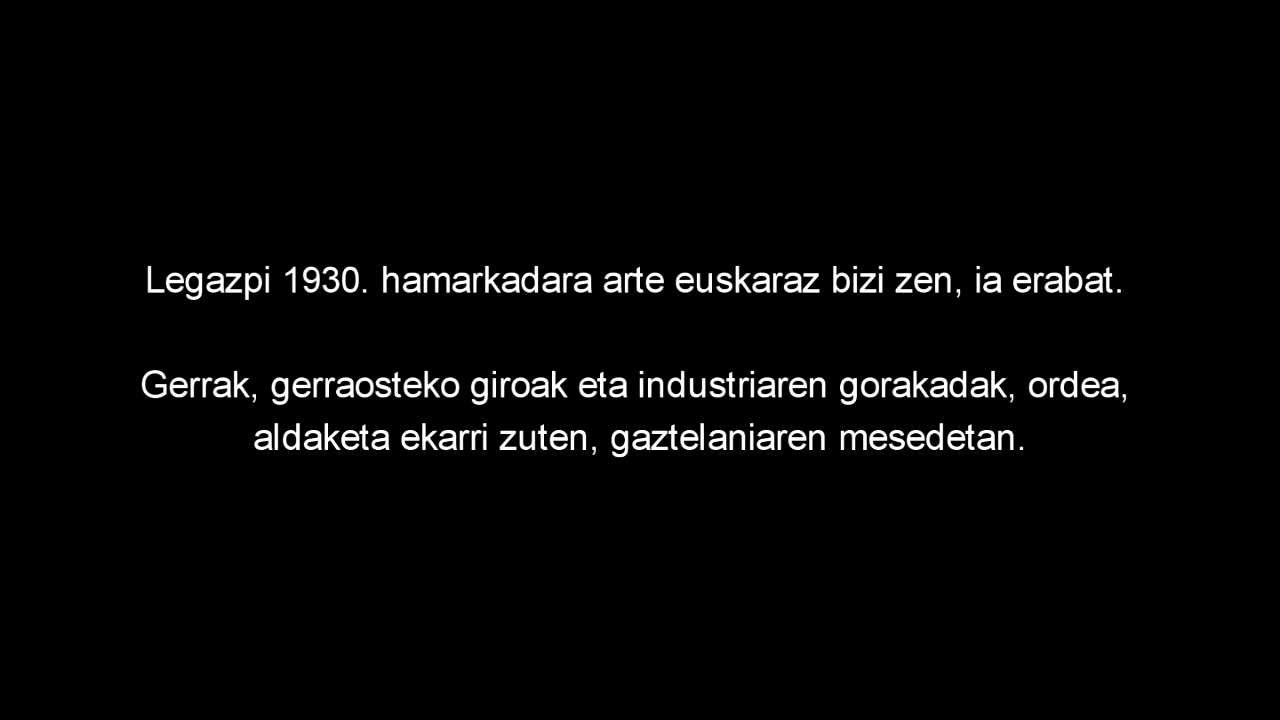 Legazpi 1930. hamarkadara arte euskaraz bizi zen, ia erabat.
Gerrak, gerraosteko giroak eta industriaren gorakadak, ordea,
aldaketa ekarri zuten, gaztelaniaren mesedetan.